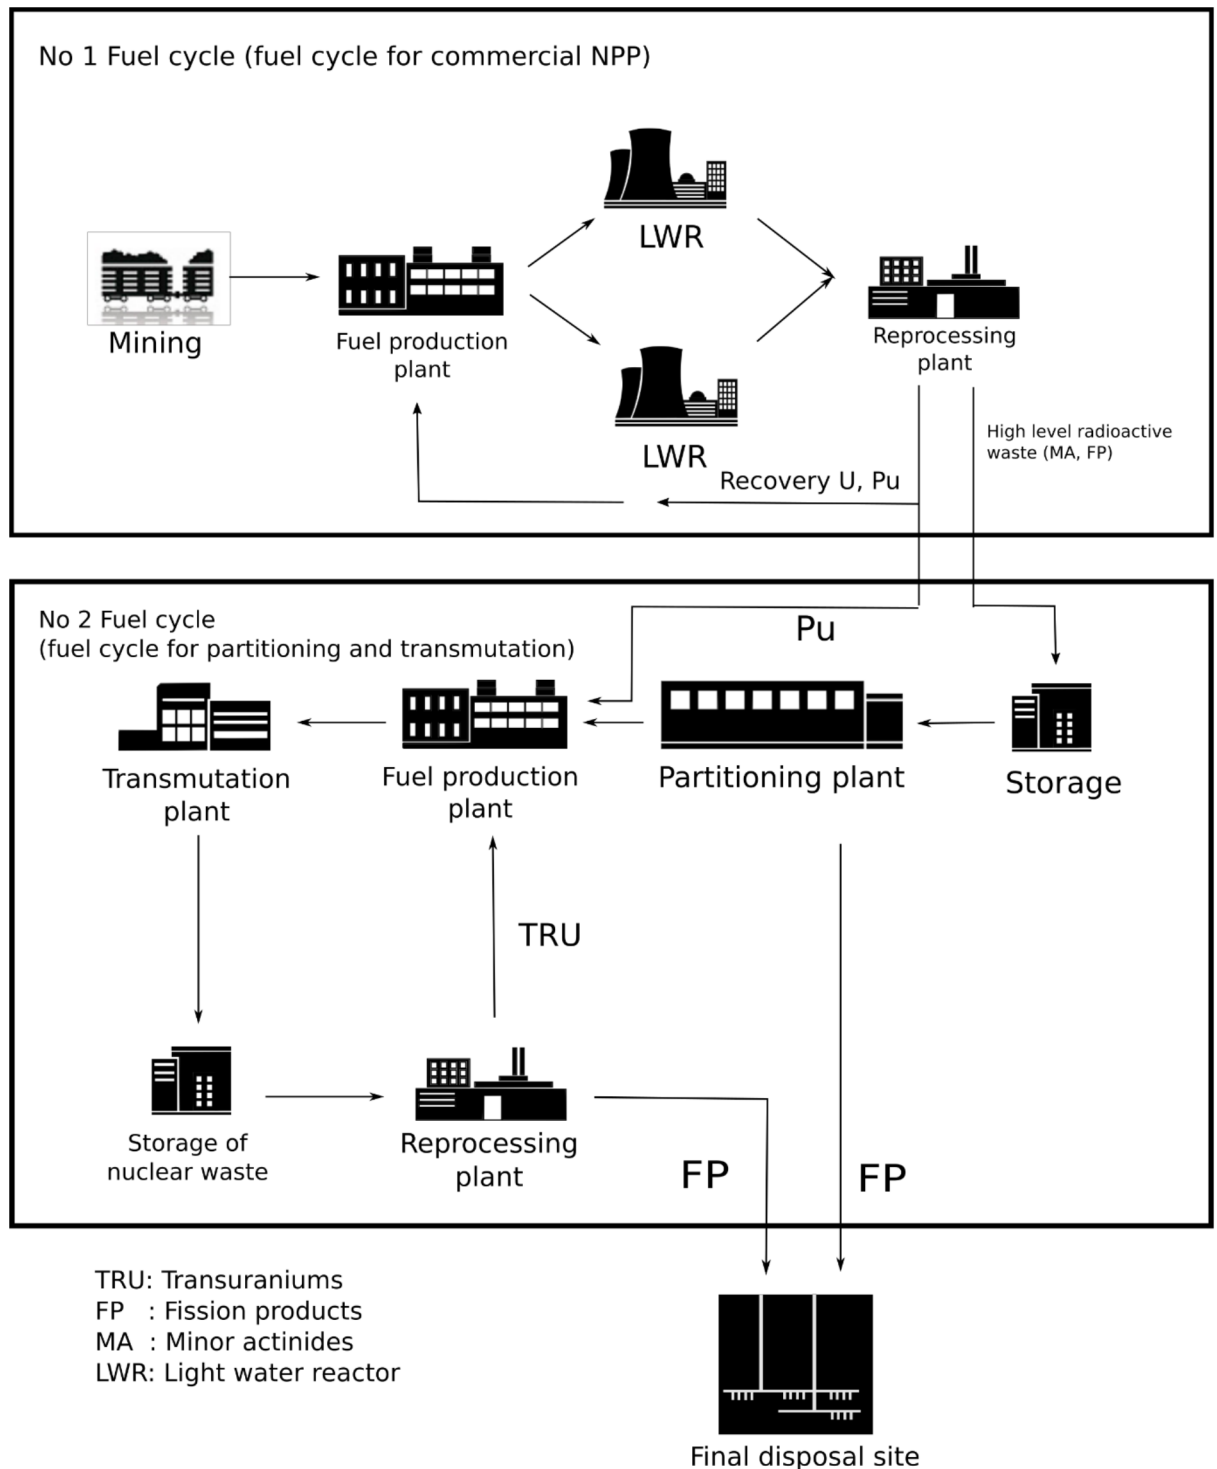 No 1 Fuel cycle (fuel cycle for commercial NPP)
LWR
Mining
Fuel production
plant
Reprocessing
plant
LWR
High level radioactive
waste (MA, FP)
Recovery U, Pu
No 2 Fuel cycle
(fuel cycle for partitioning and transmutation)
Pu
Transmutation
plant
Fuel production
plant
Partitioning plant
Storage
TRU
Storage of
nuclear waste
Reprocessing
plant
FP
FP
TRU: Transuraniums
FP : Fission products
MA : Minor actinides
LWR: Light water reactor
Final disposal site